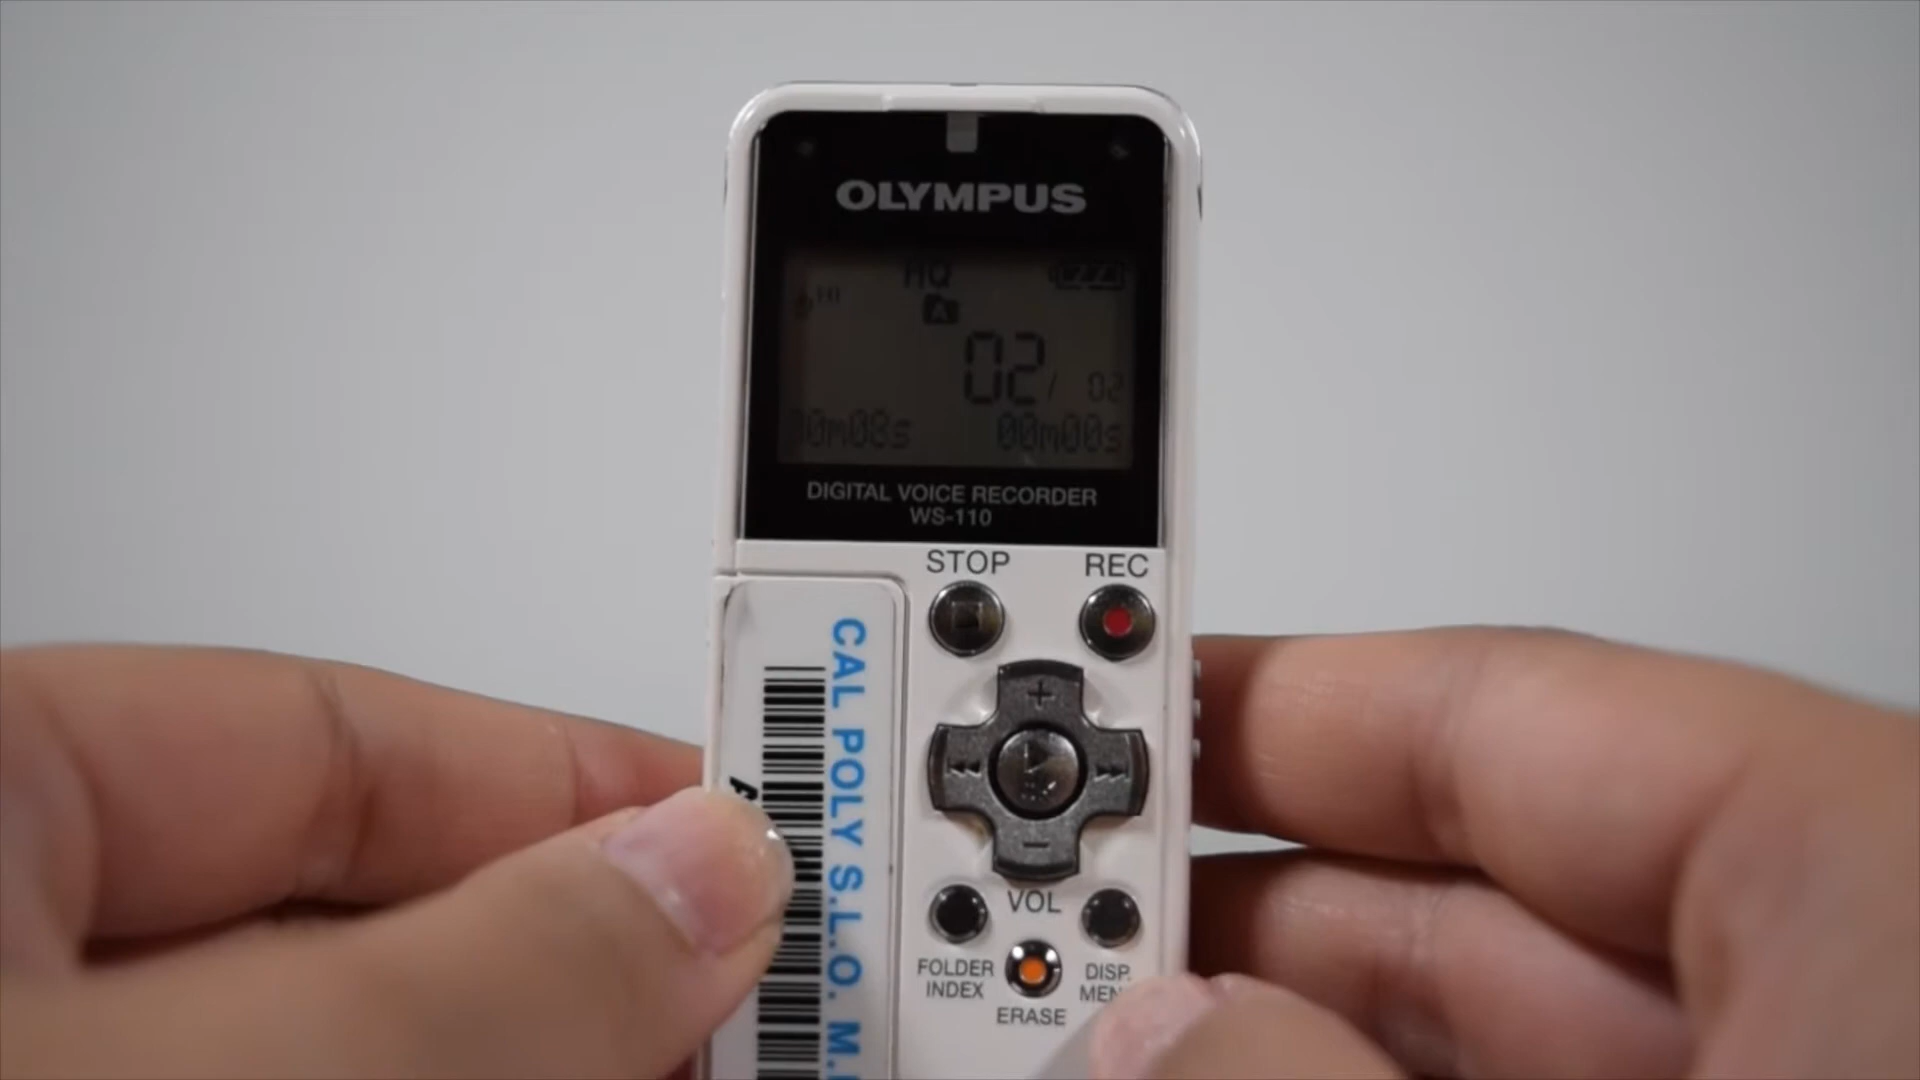 OLYMPUS
HQ
HI
A
02/ 02
00m00s
DIGITAL VOICE RECORDER
WS-110
STOP
REC
CAL POLY S.L.O.
+
−
VOL
FOLDER
INDEX
DISP.
ERASE